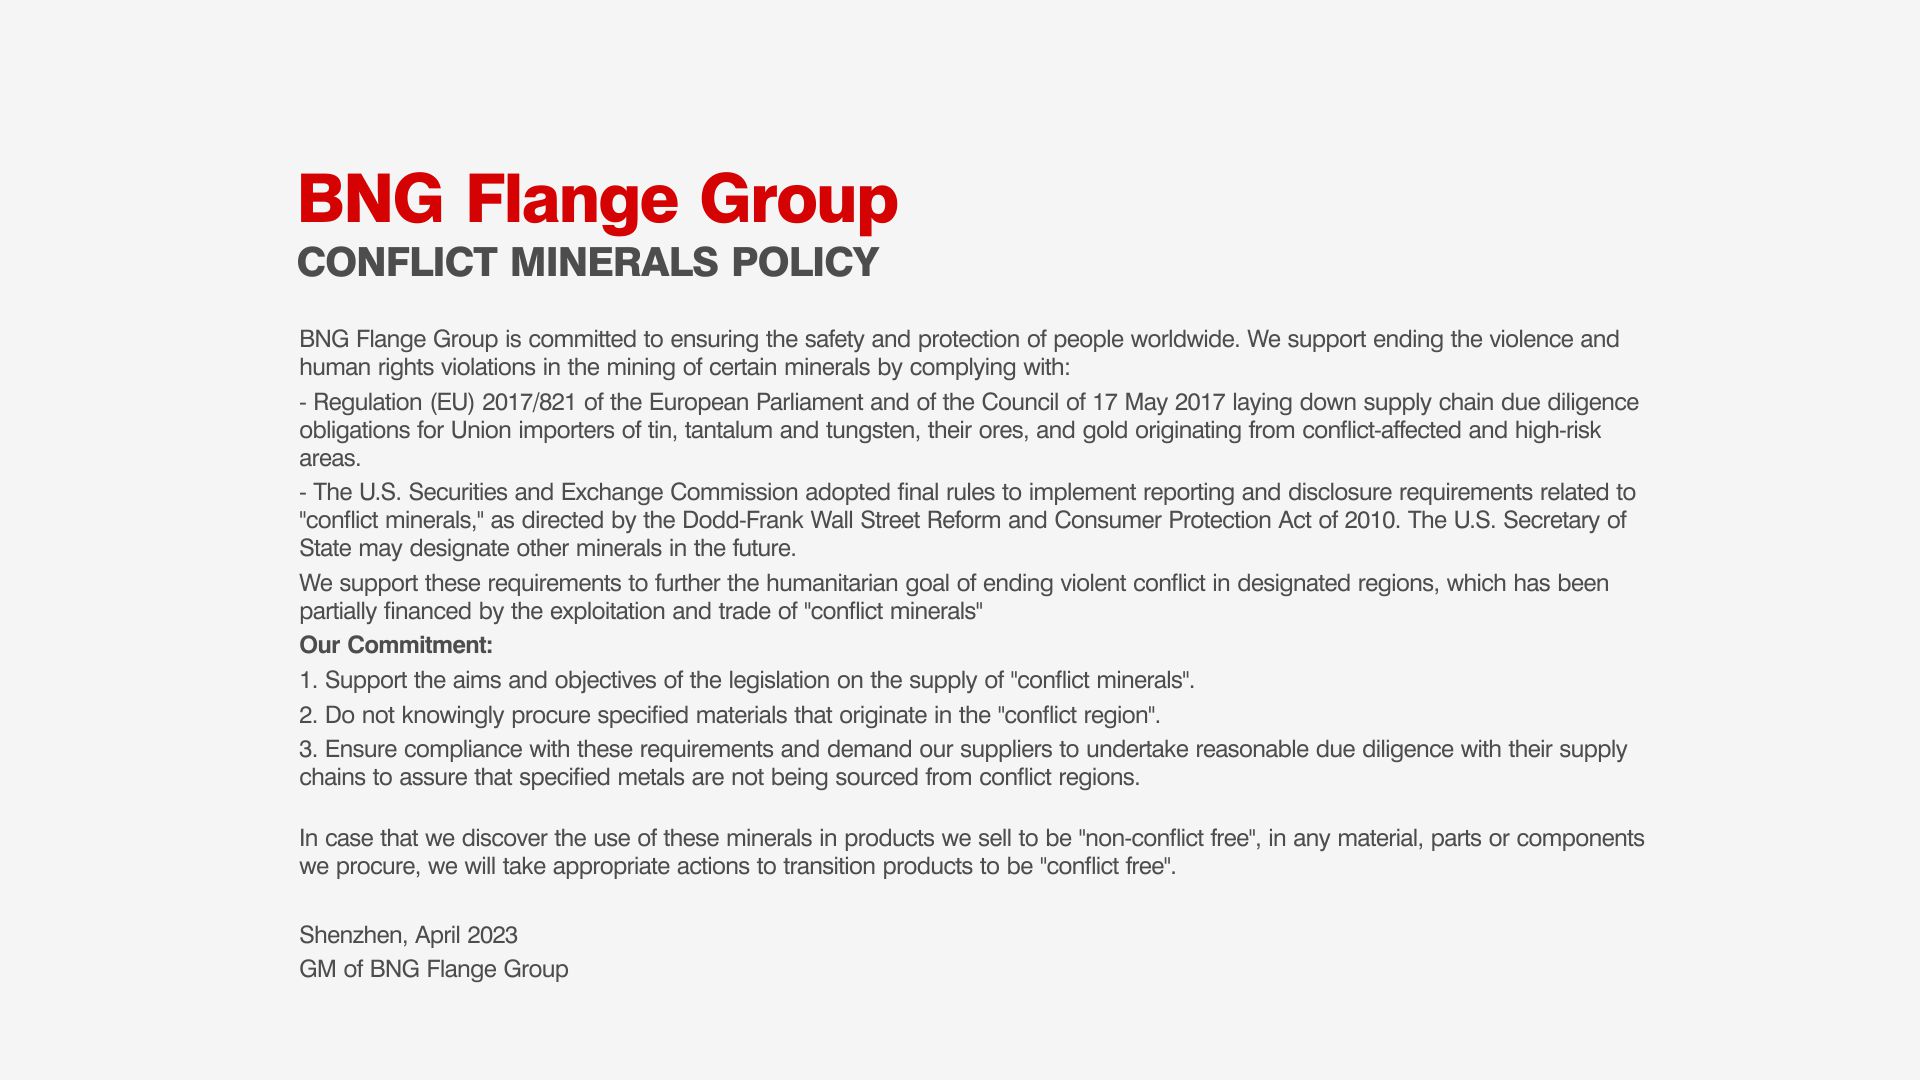 BNG Flange Group
CONFLICT MINERALS POLICY
BNG Flange Group is committed to ensuring the safety and protection of people worldwide. We support ending the violence and
human rights violations in the mining of certain minerals by complying with:
- Regulation (EU) 2017/821 of the European Parliament and of the Council of 17 May 2017 laying down supply chain due diligence
obligations for Union importers of tin, tantalum and tungsten, their ores, and gold originating from conflict-affected and high-risk
areas.
- The U.S. Securities and Exchange Commission adopted final rules to implement reporting and disclosure requirements related to
"conflict minerals," as directed by the Dodd-Frank Wall Street Reform and Consumer Protection Act of 2010. The U.S. Secretary of
State may designate other minerals in the future.
We support these requirements to further the humanitarian goal of ending violent conflict in designated regions, which has been
partially financed by the exploitation and trade of "conflict minerals"
Our Commitment:
1. Support the aims and objectives of the legislation on the supply of "conflict minerals".
2. Do not knowingly procure specified materials that originate in the "conflict region".
3. Ensure compliance with these requirements and demand our suppliers to undertake reasonable due diligence with their supply
chains to assure that specified metals are not being sourced from conflict regions.
In case that we discover the use of these minerals in products we sell to be "non-conflict free", in any material, parts or components
we procure, we will take appropriate actions to transition products to be "conflict free".
Shenzhen, April 2023
GM of BNG Flange Group